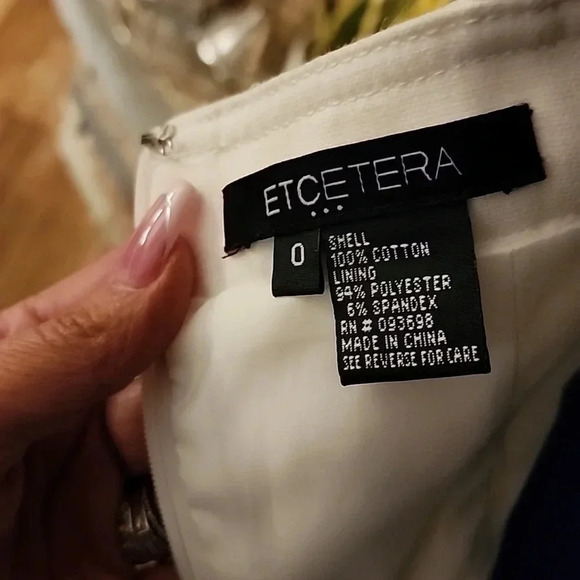 ETCETERA
0
SHELL
100% COTTON
LINING
94% POLYESTER
6% SPANDEX
RN # 093698
MADE IN CHINA
SEE REVERSE FOR CARE